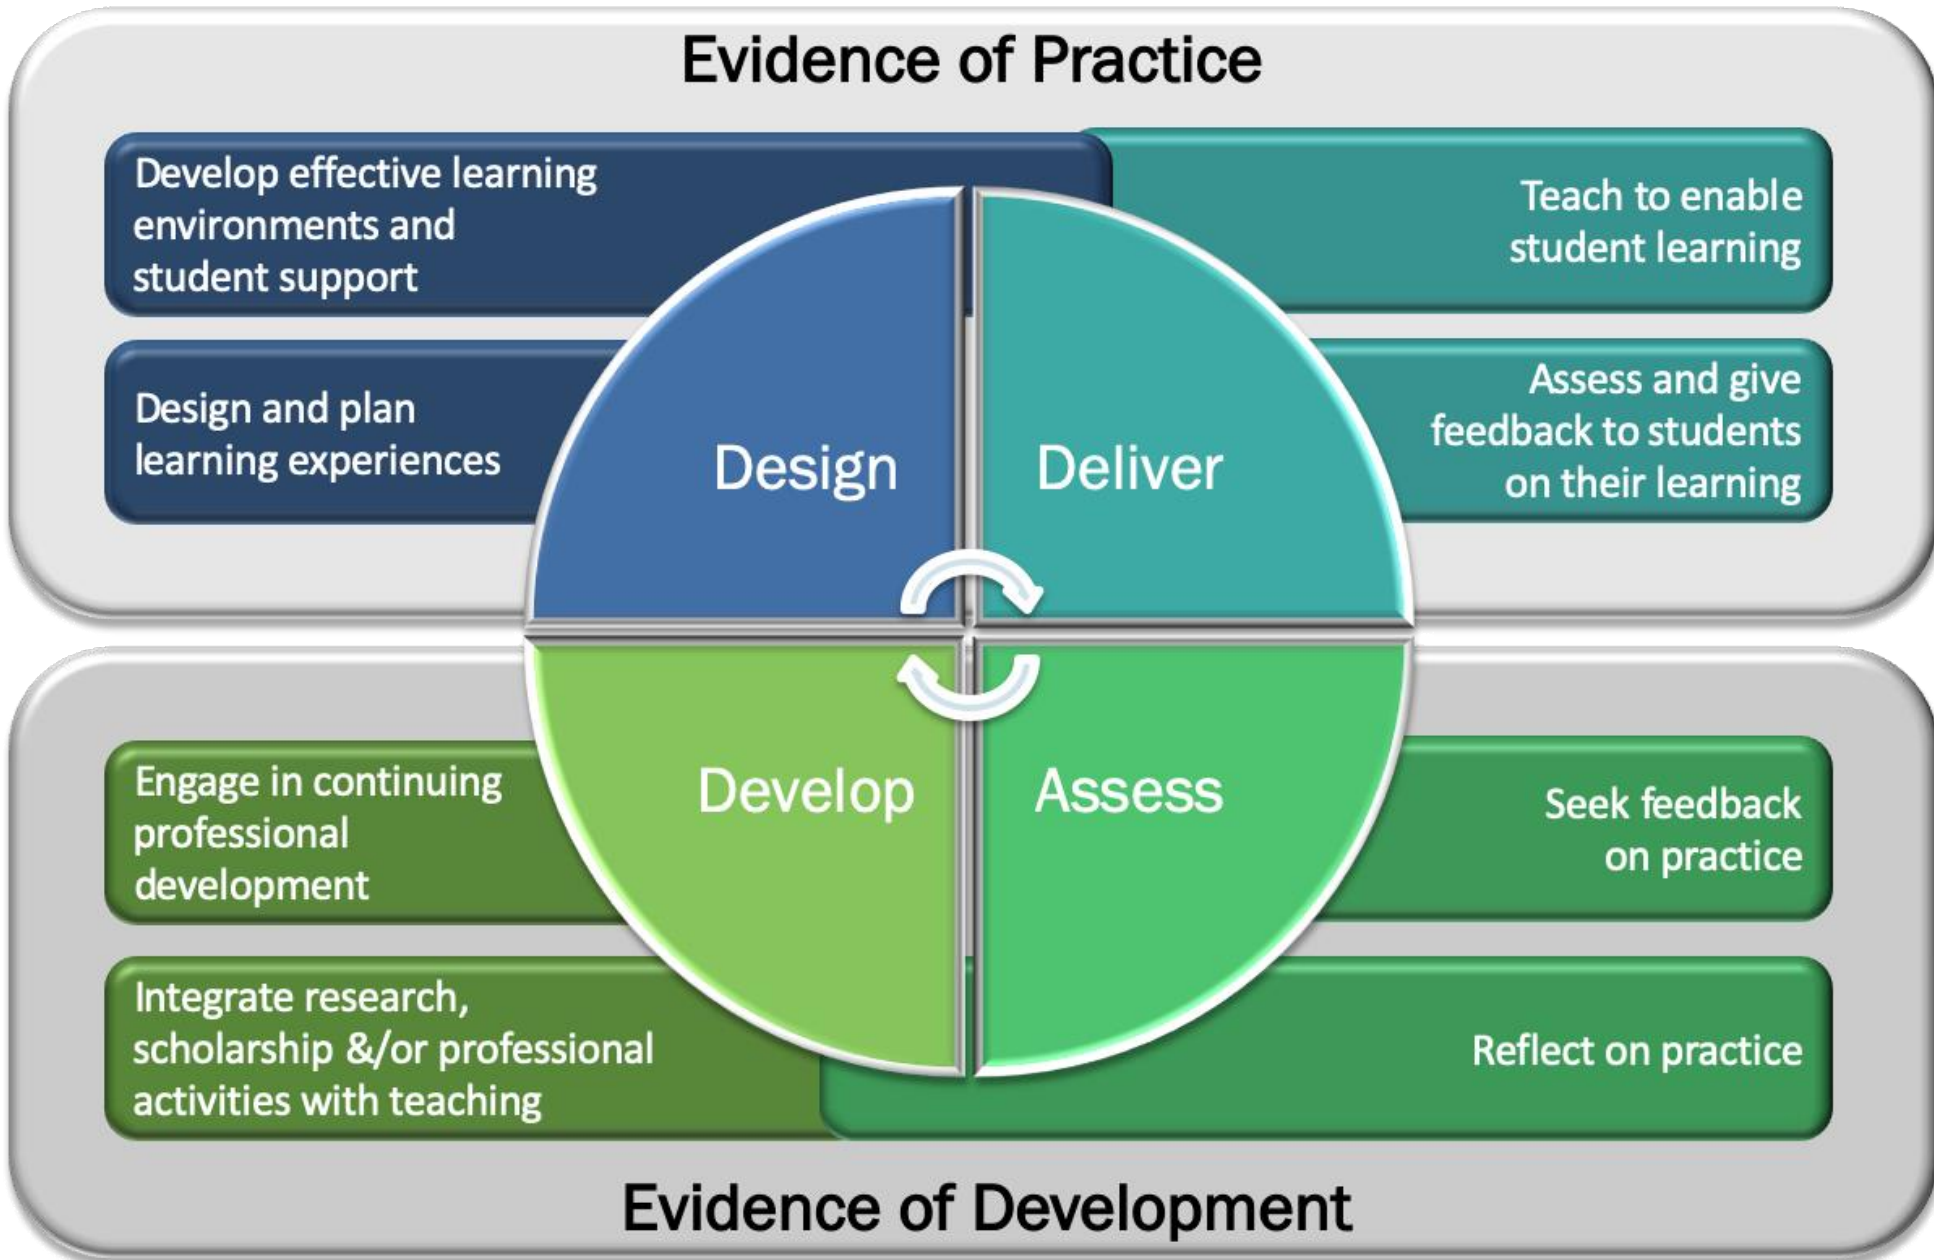 Evidence of Practice
Develop effective learning
environments and
student support
Teach to enable
student learning
Design and plan
learning experiences
Assess and give
feedback to students
on their learning
Design
Deliver
Develop
Assess
Engage in continuing
professional
development
Seek feedback
on practice
Integrate research,
scholarship &/or professional
activities with teaching
Reflect on practice
Evidence of Development